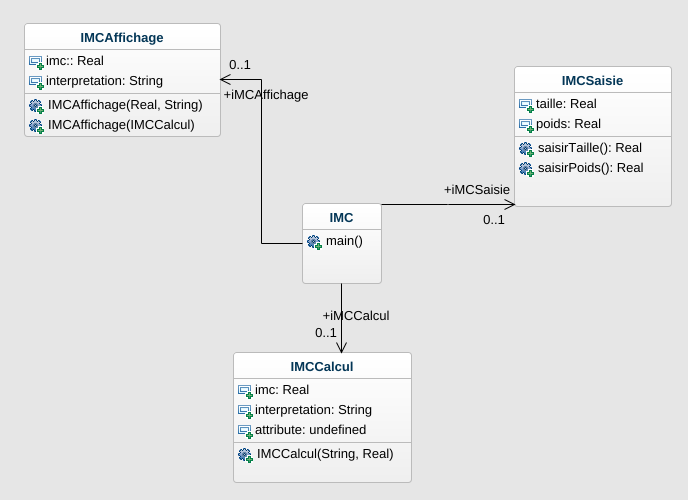 IMCAffichage
imc:: Real
interpretation: String
IMCAffichage(Real, String)
IMCAffichage(IMCCalcul)
0..1
+iMCAffichage
IMCSaisie
taille: Real
poids: Real
saisirTaille(): Real
saisirPoids(): Real
+iMCSaisie
0..1
IMC
main()
+iMCCalcul
0..1
IMCCalcul
imc: Real
interpretation: String
attribute: undefined
IMCCalcul(String, Real)